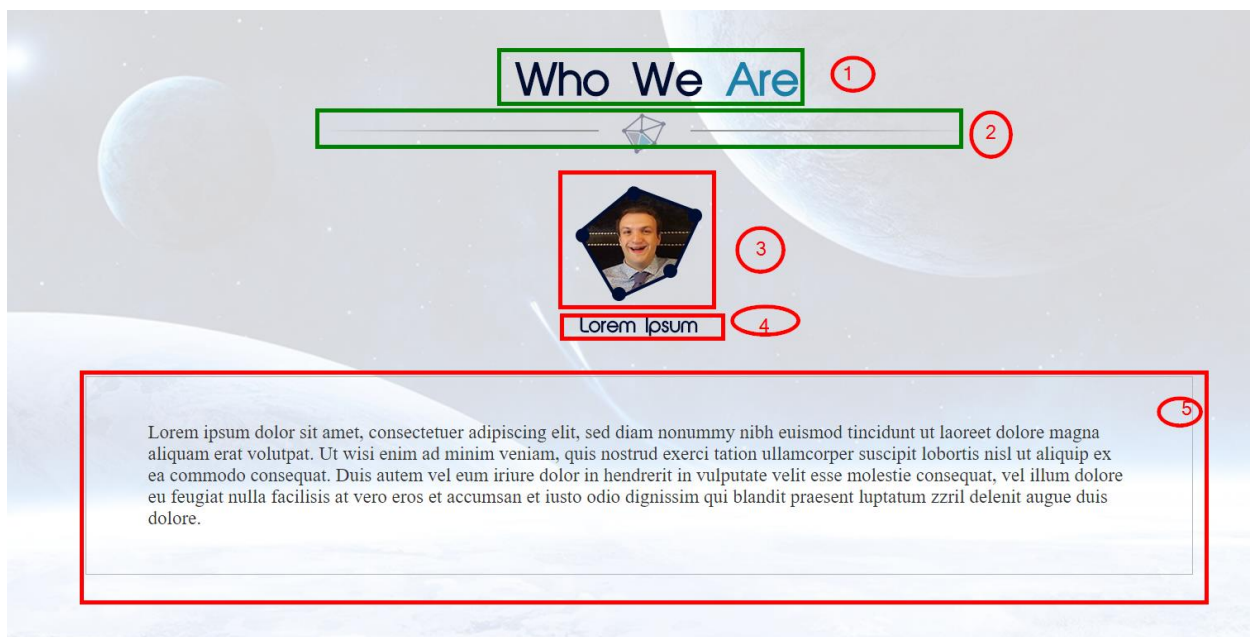 Who We Are
1
2
3
Lorem Ipsum
4
5
Lorem ipsum dolor sit amet, consectetuer adipiscing elit, sed diam nonummy nibh euismod tincidunt ut laoreet dolore magna
aliquam erat volutpat. Ut wisi enim ad minim veniam, quis nostrud exerci tation ullamcorper suscipit lobortis nisl ut aliquip ex
ea commodo consequat. Duis autem vel eum iriure dolor in hendrerit in vulputate velit esse molestie consequat, vel illum dolore
eu feugiat nulla facilisis at vero eros et accumsan et iusto odio dignissim qui blandit praesent luptatum zzril delenit augue duis
dolore.